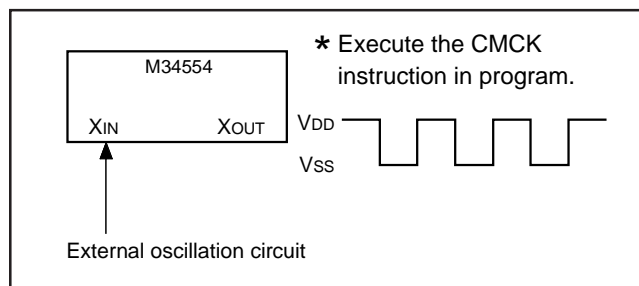 * Execute the CMCK
instruction in program.
M34554
XIN XOUT
VDD
VSS
External oscillation circuit